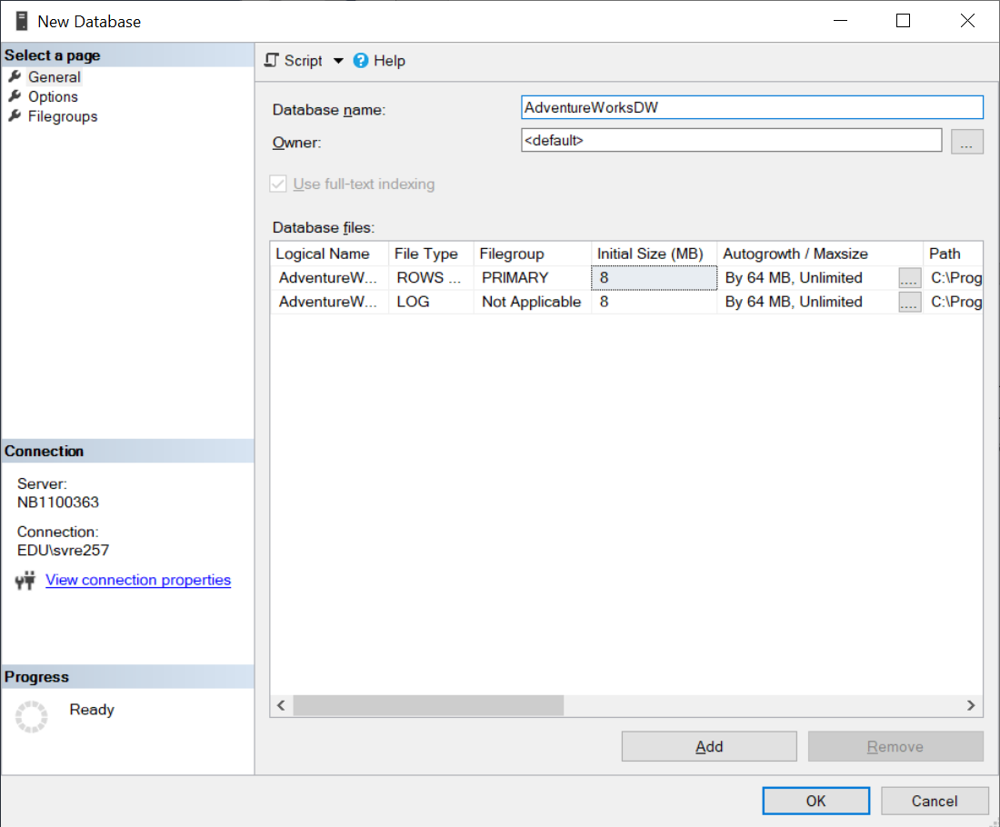 New Database
Select a page
General
Options
Filegroups
Script
Help
Database name: AdventureWorksDW
Owner: <default> ...
Use full-text indexing
Database files:
Logical Name File Type Filegroup Initial Size (MB) Autogrowth / Maxsize Path
AdventureW... ROWS ... PRIMARY 8 By 64 MB, Unlimited .... C:\Prog
AdventureW... LOG Not Applicable 8 By 64 MB, Unlimited .... C:\Prog
Connection
Server:
NB1100363
Connection:
EDU\svre257
View connection properties
Progress
Ready
Add Remove
OK Cancel